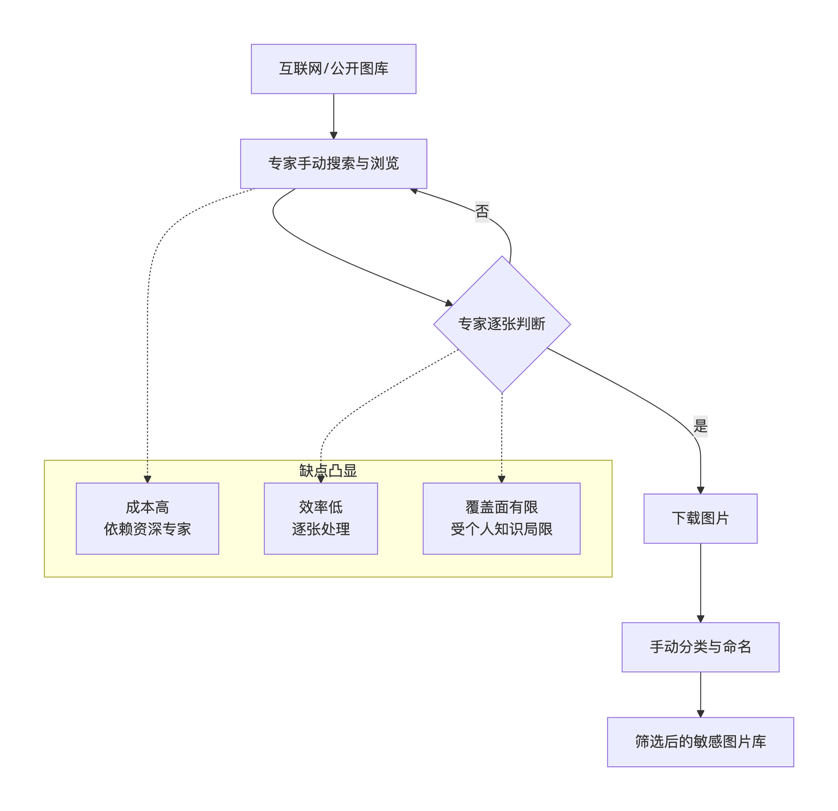 互联网/公开图库
专家手动搜索与浏览
否
专家逐张判断
是
缺点凸显
成本高
依赖资深专家
效率低
逐张处理
覆盖面有限
受个人知识局限
下载图片
手动分类与命名
筛选后的敏感图片库